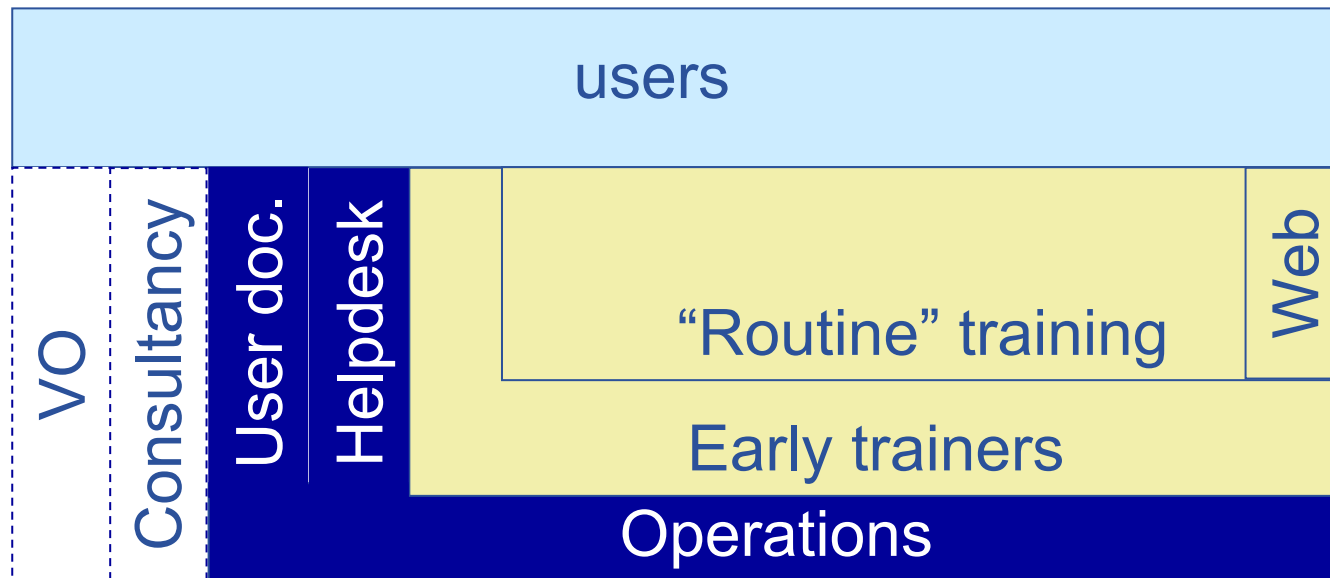 users
VO
Consultancy
User doc.
Helpdesk
“Routine” training
Web
Early trainers
Operations